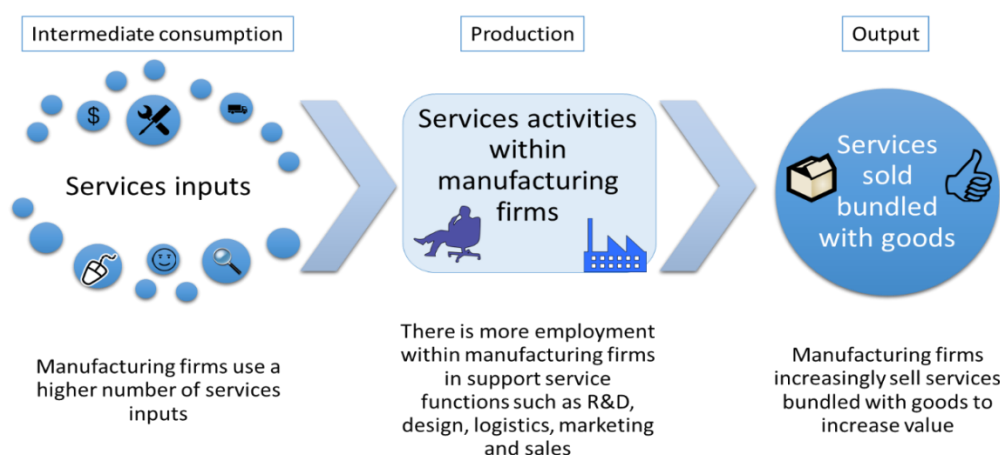 Intermediate consumption
Production
Output
$
Services inputs
Services activities
within
manufacturing
firms
Services
sold
bundled
with goods
Manufacturing firms use a
higher number of services
inputs
There is more employment
within manufacturing firms
in support service
functions such as R&D,
design, logistics, marketing
and sales
Manufacturing firms
increasingly sell services
bundled with goods to
increase value